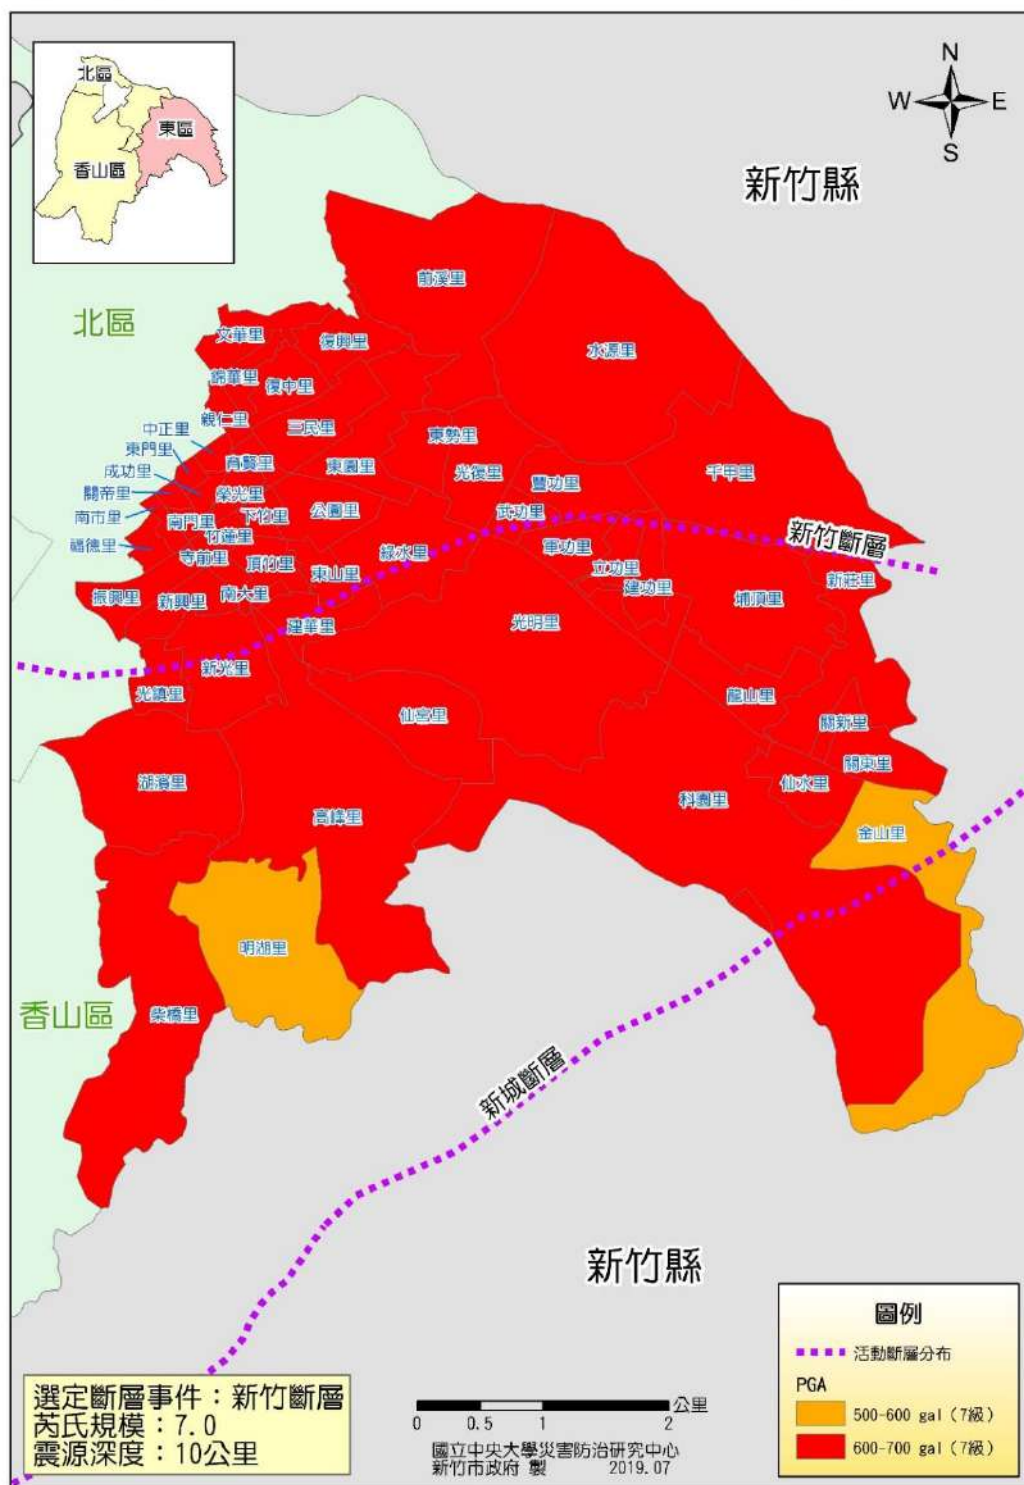 北區
東區
香山區
N
W
E
S
新竹縣
北區
前溪里
文華里
復興里
水源里
錦華里
復中里
親仁里
中正里
三民里
東勢里
東門里
育賢里
東園里
光復里
千甲里
成功里
豐功里
關帝里
榮光里
公園里
武功里
南市里
南門里
下竹里
新竹斷層
福德里
竹蓮里
綠水里
軍功里
寺前里
頂竹里
東山里
立功里
新莊里
振興里
新興里
南大里
建功里
埔頂里
建華里
光明里
新光里
光鎮里
龍山里
仙宮里
關新里
湖濱里
關東里
仙水里
高峰里
科園里
金山里
明湖里
香山區
柴橋里
新城斷層
新竹縣
選定斷層事件：新竹斷層
芮氏規模：7.0
震源深度：10公里
公里
0 0.5 1 2
國立中央大學災害防治研究中心
新竹市政府 製 2019.07
圖例
活動斷層分布
PGA
500-600 gal（7級）
600-700 gal（7級）